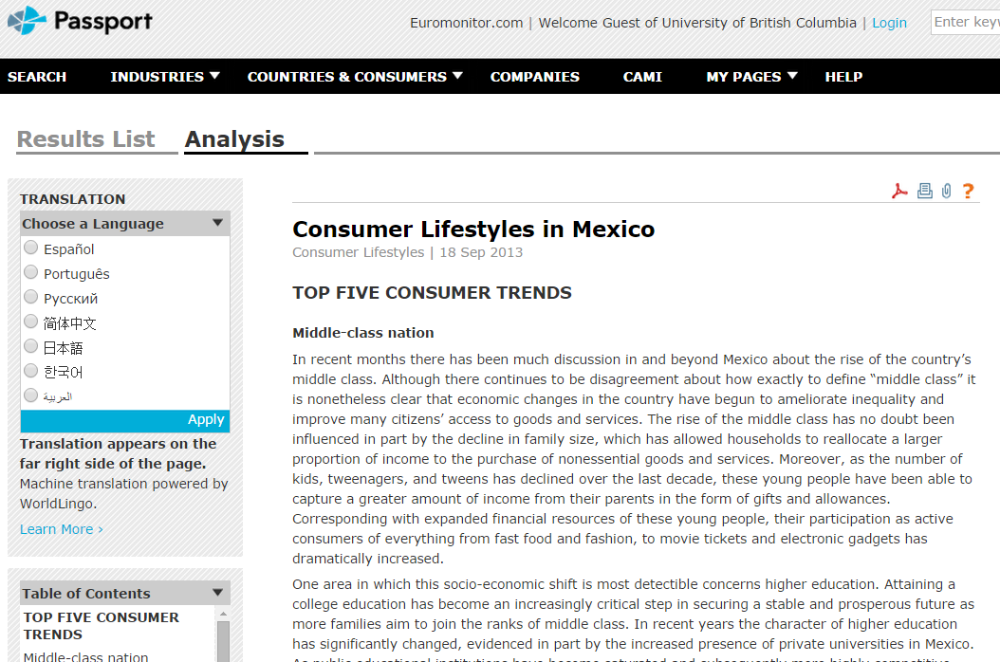 Passport
Euromonitor.com | Welcome Guest of University of British Columbia | Login
Enter key
SEARCH INDUSTRIES COUNTRIES & CONSUMERS COMPANIES CAMI MY PAGES HELP
Results List Analysis
TRANSLATION
Choose a Language
Español
Português
Русский
简体中文
日本語
한국어
العربية
Apply
Translation appears on the
far right side of the page.
Machine translation powered by
WorldLingo.
Learn More ›
Table of Contents
TOP FIVE CONSUMER
TRENDS
Middle-class nation
Consumer Lifestyles in Mexico
Consumer Lifestyles | 18 Sep 2013
TOP FIVE CONSUMER TRENDS
Middle-class nation
In recent months there has been much discussion in and beyond Mexico about the rise of the country’s
middle class. Although there continues to be disagreement about how exactly to define “middle class” it
is nonetheless clear that economic changes in the country have begun to ameliorate inequality and
improve many citizens’ access to goods and services. The rise of the middle class has no doubt been
influenced in part by the decline in family size, which has allowed households to reallocate a larger
proportion of income to the purchase of nonessential goods and services. Moreover, as the number of
kids, tweenagers, and tweens has declined over the last decade, these young people have been able to
capture a greater amount of income from their parents in the form of gifts and allowances.
Corresponding with expanded financial resources of these young people, their participation as active
consumers of everything from fast food and fashion, to movie tickets and electronic gadgets has
dramatically increased.
One area in which this socio-economic shift is most detectible concerns higher education. Attaining a
college education has become an increasingly critical step in securing a stable and prosperous future as
more families aim to join the ranks of middle class. In recent years the character of higher education
has significantly changed, evidenced in part by the increased presence of private universities in Mexico.
As public educational institutions have become saturated and subsequently more highly competitive